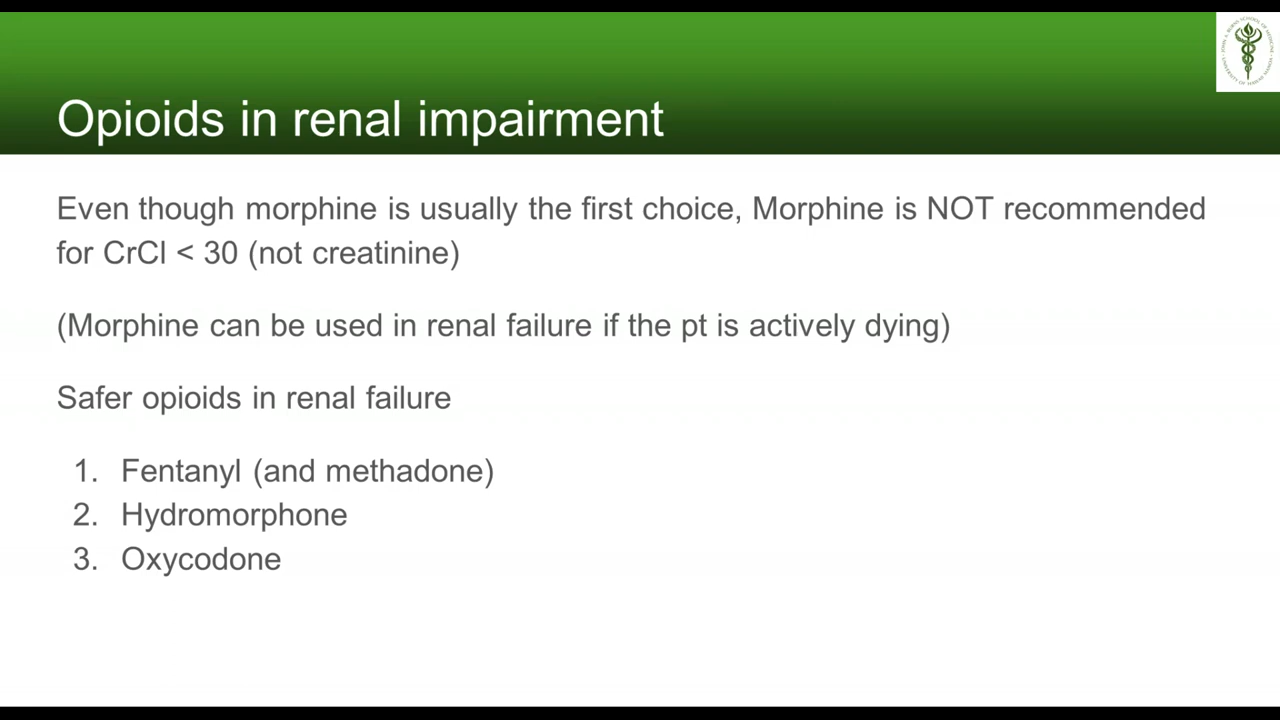 Opioids in renal impairment
Even though morphine is usually the first choice, Morphine is NOT recommended
for CrCl < 30 (not creatinine)
(Morphine can be used in renal failure if the pt is actively dying)
Safer opioids in renal failure
1. Fentanyl (and methadone)
2. Hydromorphone
3. Oxycodone